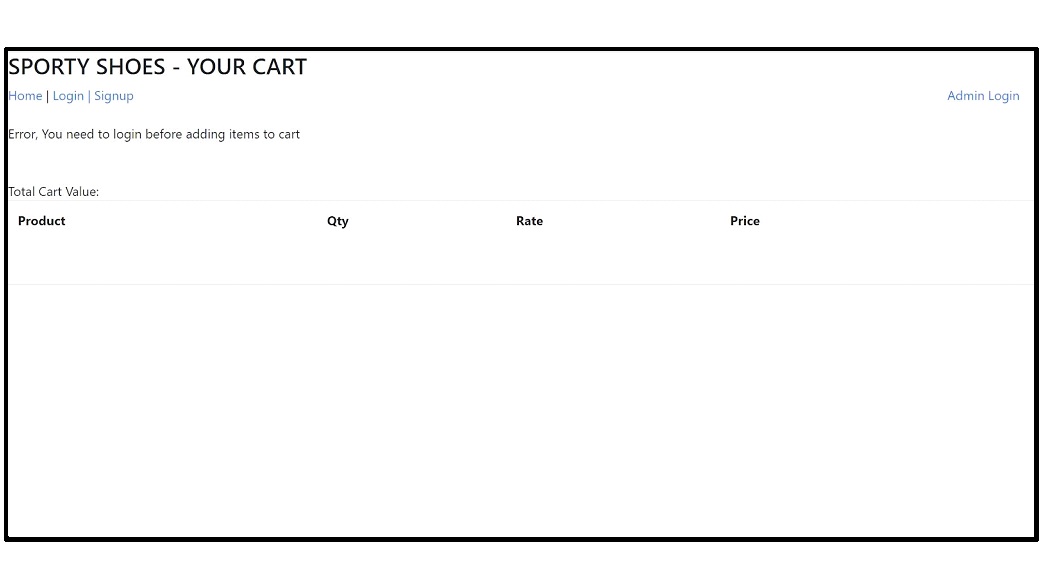 SPORTY SHOES - YOUR CART
Home | Login | Signup Admin Login
Error, You need to login before adding items to cart
Total Cart Value:
Product Qty Rate Price